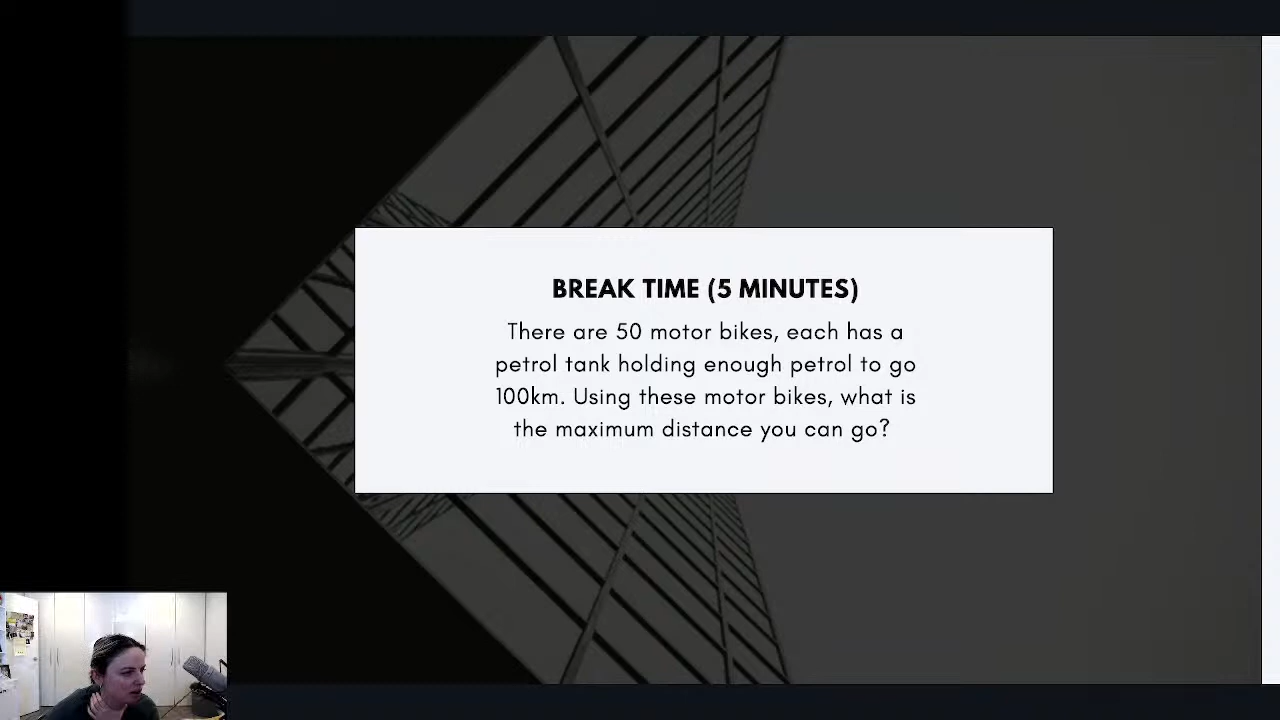 BREAK TIME (5 MINUTES)
There are 50 motor bikes, each has a
petrol tank holding enough petrol to go
100km. Using these motor bikes, what is
the maximum distance you can go?